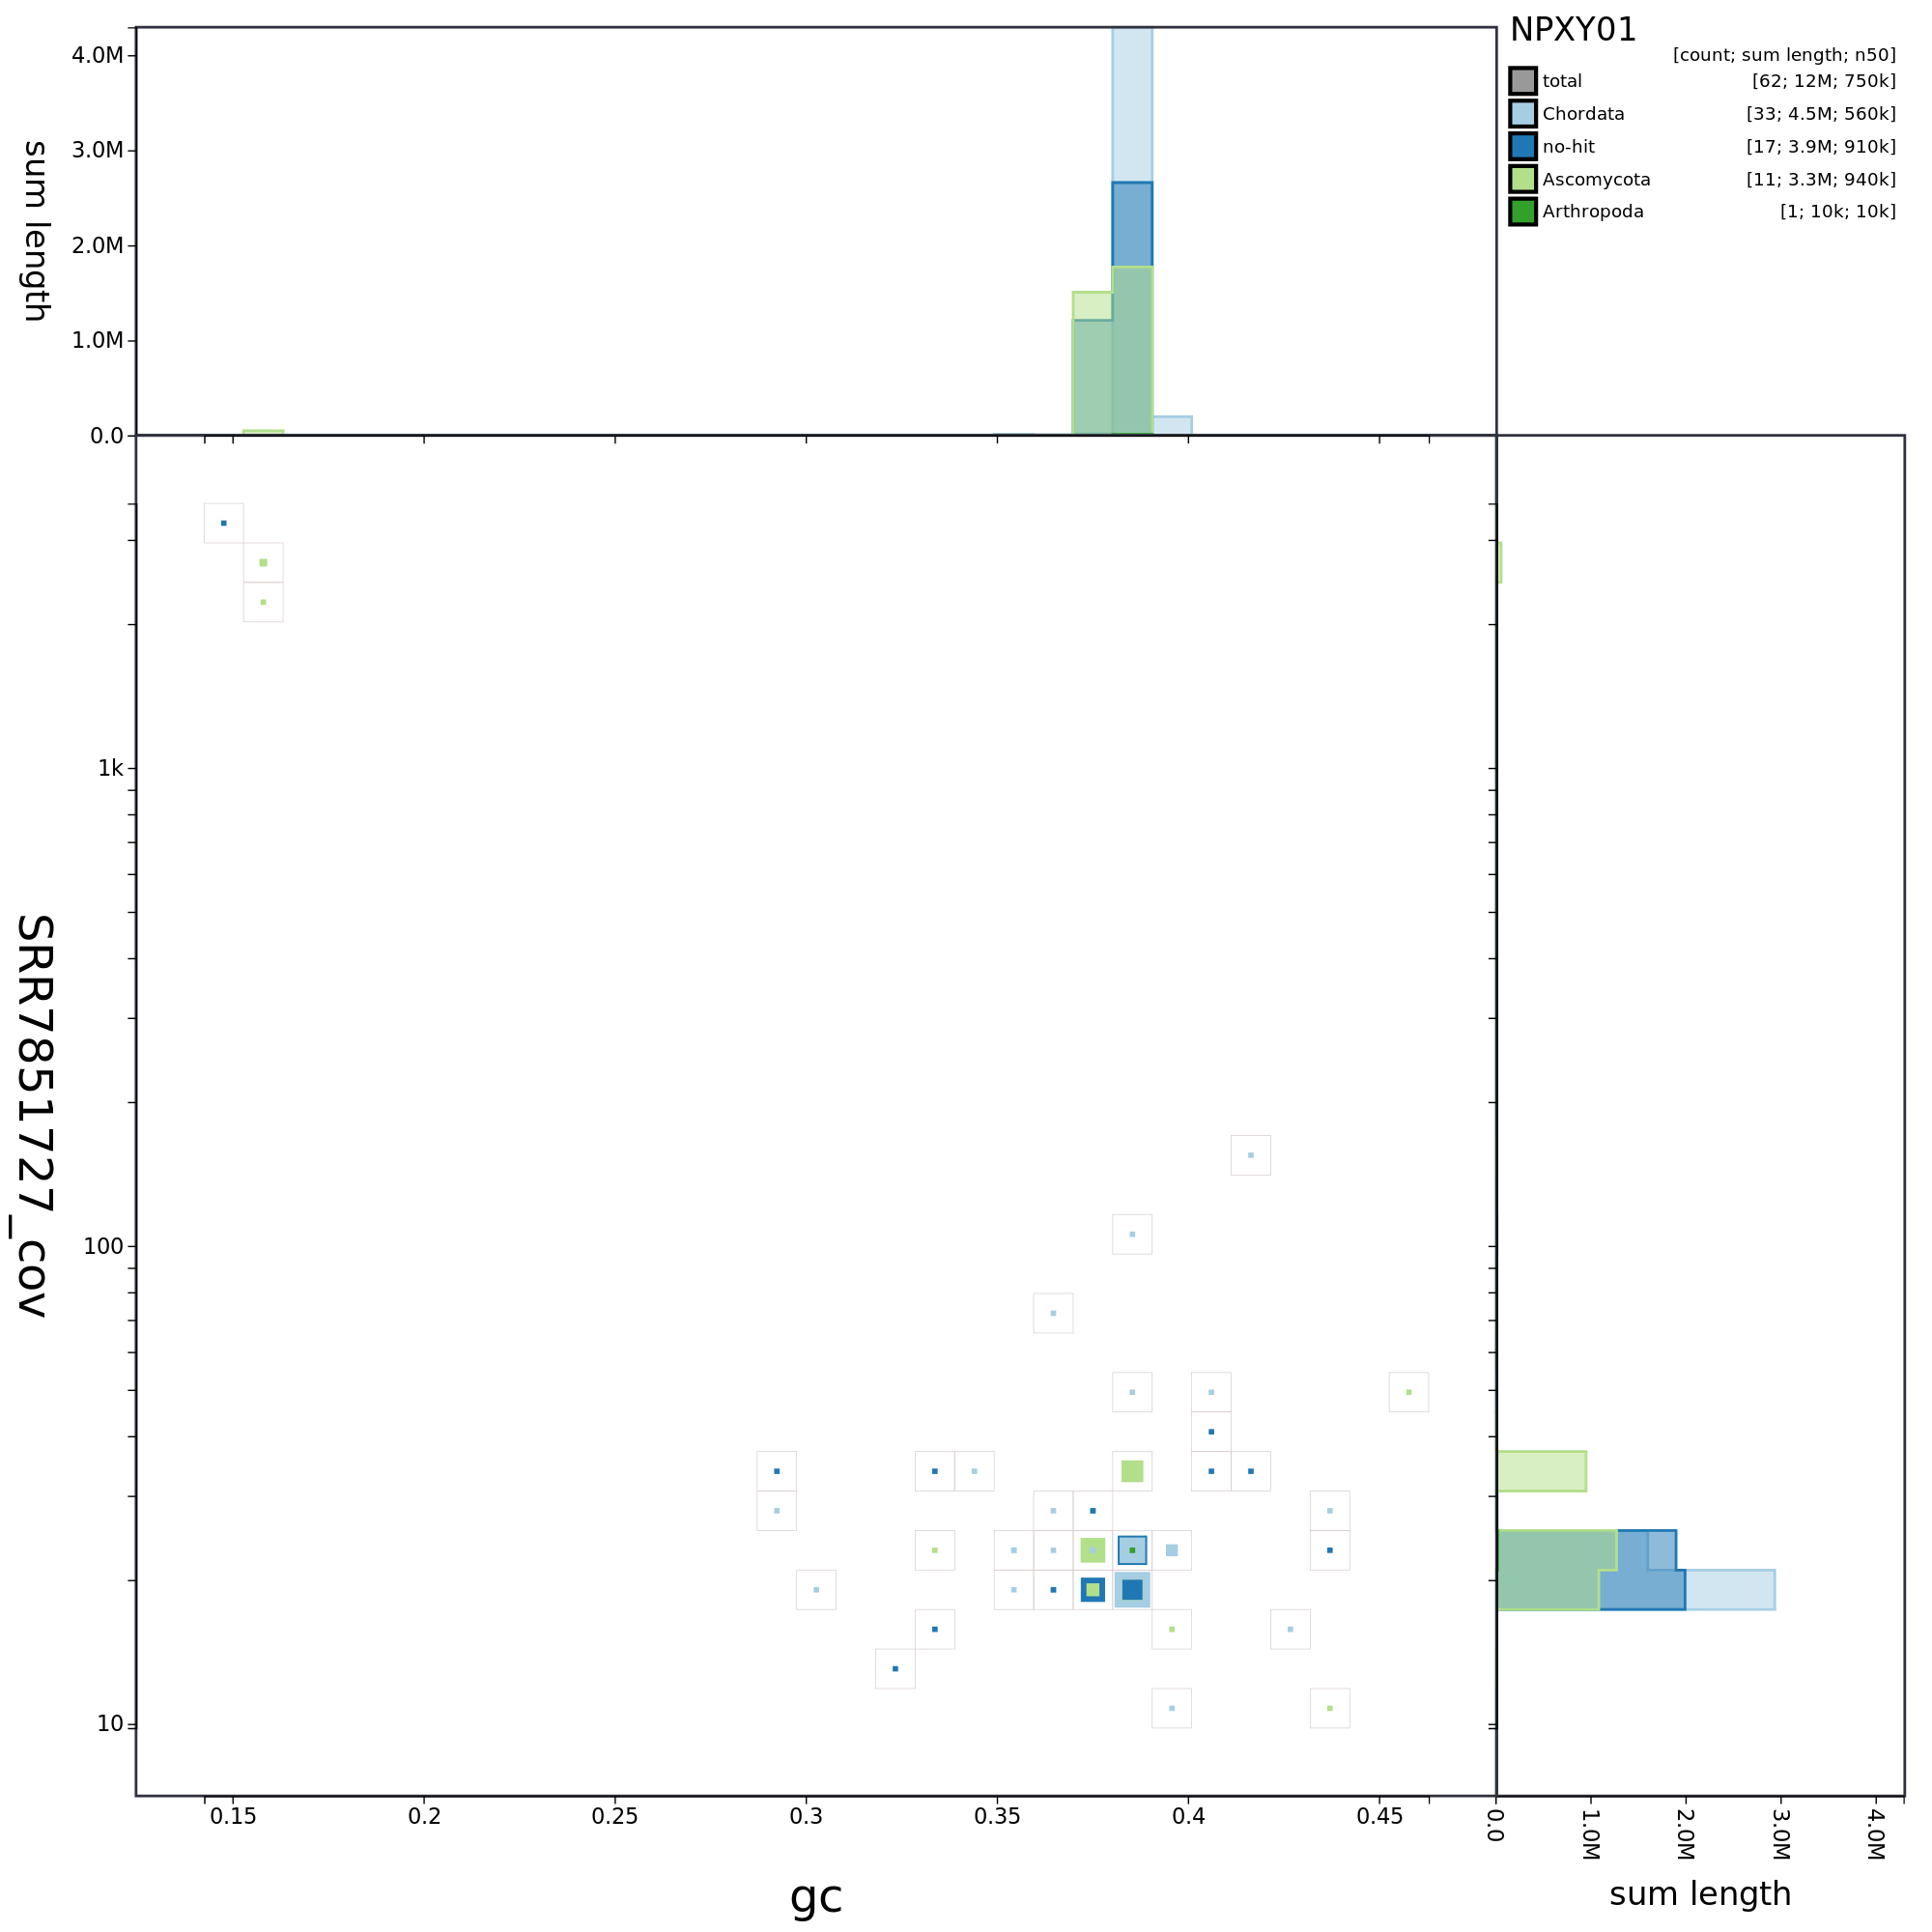 NPXY01
[count; sum length; n50]
total [62; 12M; 750k]
Chordata [33; 4.5M; 560k]
no-hit [17; 3.9M; 910k]
Ascomycota [11; 3.3M; 940k]
Arthropoda [1; 10k; 10k]
sum length
4.0M
3.0M
2.0M
1.0M
0.0
SRR7851727_cov
1k
100
10
0.15 0.2 0.25 0.3 0.35 0.4 0.45
gc
0.0 1.0M 2.0M 3.0M 4.0M
sum length